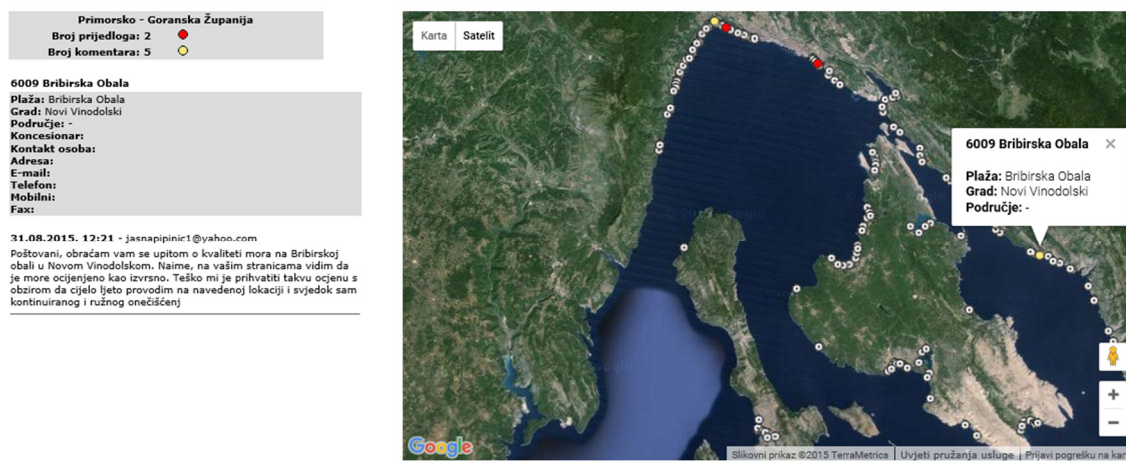 Primorsko - Goranska Županija
Broj prijedloga: 2
Broj komentara: 5
6009 Bribirska Obala
Plaža: Bribirska Obala
Grad: Novi Vinodolski
Područje: -
Koncesionar:
Kontakt osoba:
Adresa:
E-mail:
Telefon:
Mobilni:
Fax:
31.08.2015. 12:21 - jasnapipinic1@yahoo.com
Poštovani, obraćam vam se upitom o kvaliteti mora na Bribirskoj
obali u Novom Vinodolskom. Naime, na vašim stranicama vidim da
je more ocijenjeno kao izvrsno. Teško mi je prihvatiti takvu ocjenu s
obzirom da cijelo ljeto provodim na navedenoj lokaciji i svjedok sam
kontinuiranog i ružnog onečišćenj
Karta
Satelit
6009 Bribirska Obala
Plaža: Bribirska Obala
Grad: Novi Vinodolski
Područje: -
Google
Slikovni prikaz ©2015 TerraMetrics
Uvjeti pružanja usluge
Prijavi pogrešku na kar